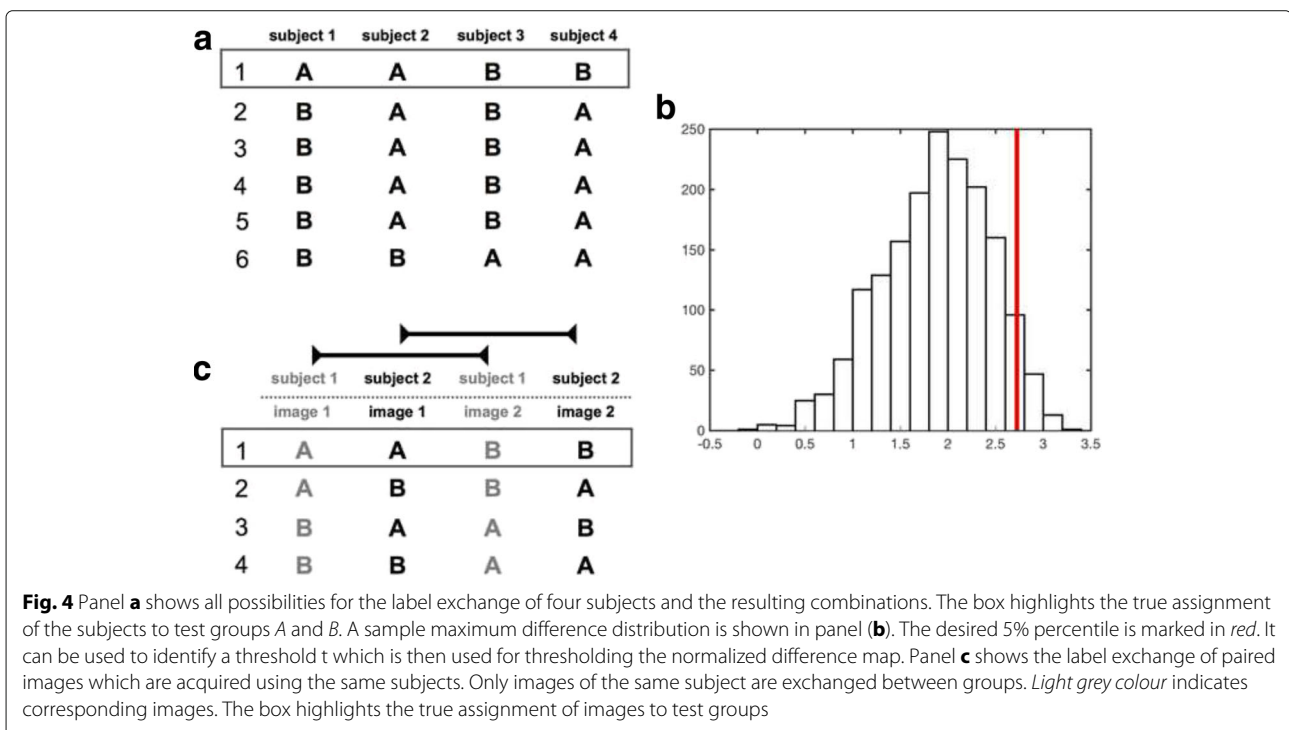 a
subject 1 subject 2 subject 3 subject 4
1 A A B B
2 B A B A
3 B A B A
4 B A B A
5 B A B A
6 B B A A
b
250
200
150
100
50
0
-0.5 0 0.5 1 1.5 2 2.5 3 3.5
c
subject 1 subject 2 subject 1 subject 2
image 1 image 1 image 2 image 2
1 A A B B
2 A B B A
3 B A A B
4 B B A A
Fig. 4 Panel a shows all possibilities for the label exchange of four subjects and the resulting combinations. The box highlights the true assignment
of the subjects to test groups A and B. A sample maximum difference distribution is shown in panel (b). The desired 5% percentile is marked in red. It
can be used to identify a threshold t which is then used for thresholding the normalized difference map. Panel c shows the label exchange of paired
images which are acquired using the same subjects. Only images of the same subject are exchanged between groups. Light grey colour indicates
corresponding images. The box highlights the true assignment of images to test groups